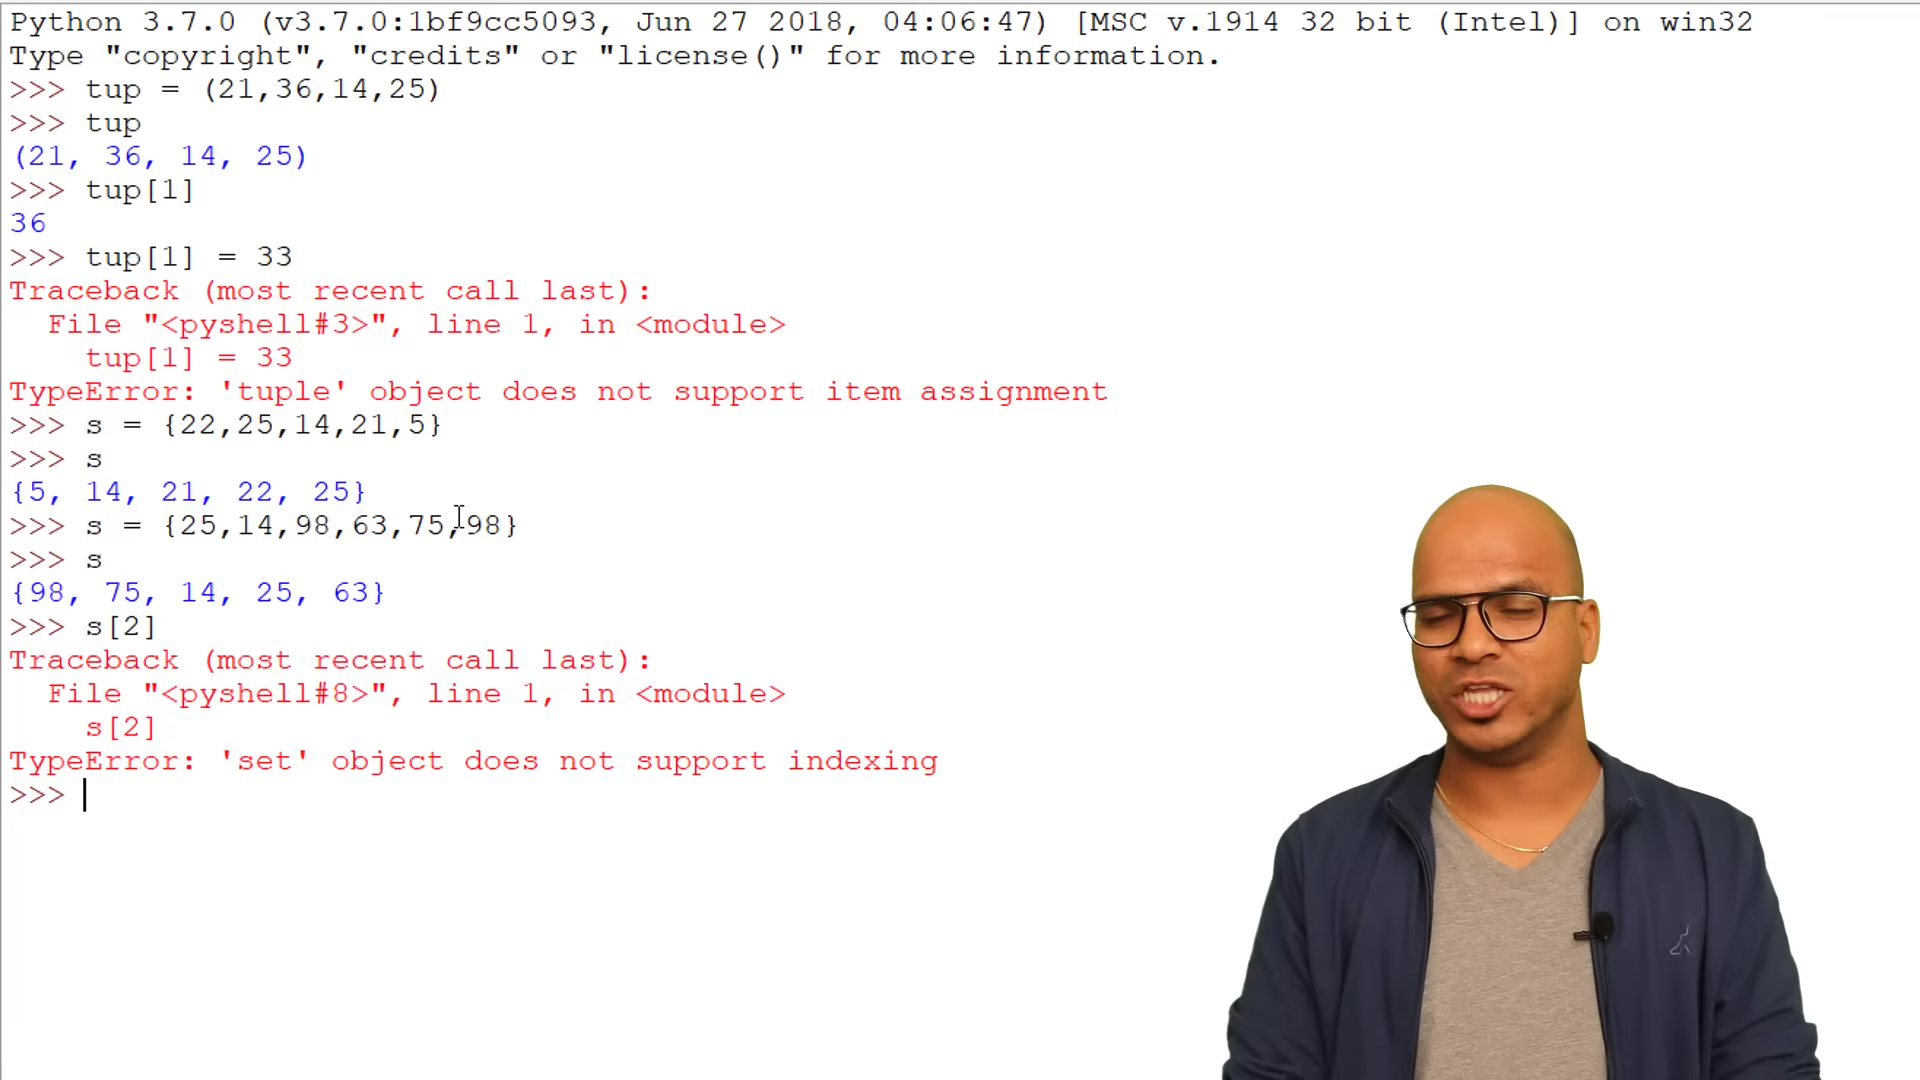 Python 3.7.0 (v3.7.0:1bf9cc5093, Jun 27 2018, 04:06:47) [MSC v.1914 32 bit (Intel)] on win32
Type "copyright", "credits" or "license()" for more information.
>>> tup = (21,36,14,25)
>>> tup
(21, 36, 14, 25)
>>> tup[1]
36
>>> tup[1] = 33
Traceback (most recent call last):
  File "<pyshell#3>", line 1, in <module>
    tup[1] = 33
TypeError: 'tuple' object does not support item assignment
>>> s = {22,25,14,21,5}
>>> s
{5, 14, 21, 22, 25}
>>> s = {25,14,98,63,75,98}
>>> s
{98, 75, 14, 25, 63}
>>> s[2]
Traceback (most recent call last):
  File "<pyshell#8>", line 1, in <module>
    s[2]
TypeError: 'set' object does not support indexing
>>>